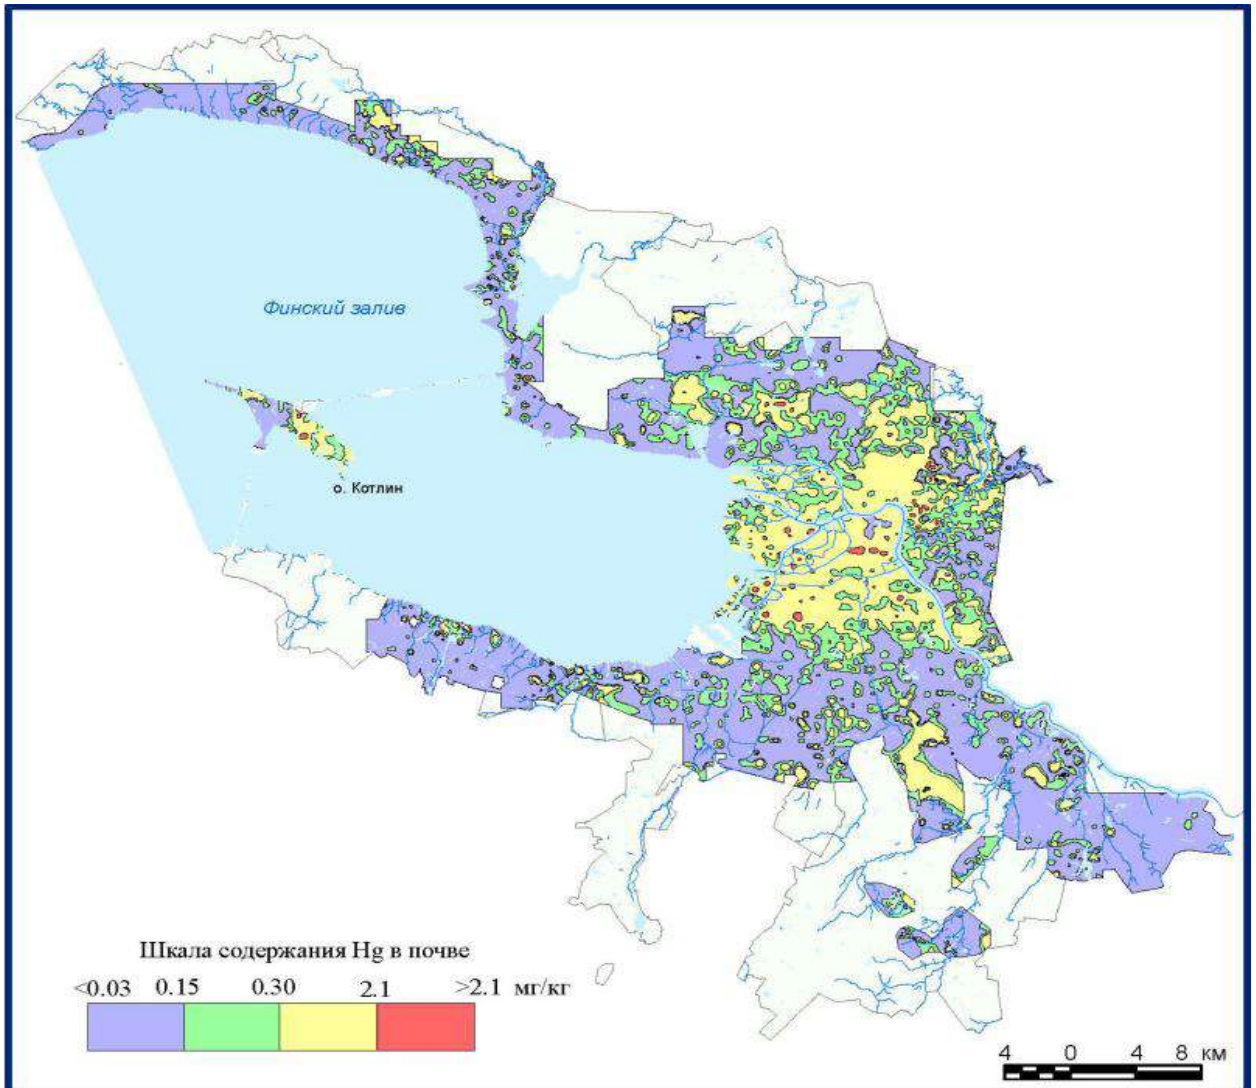 Финский залив
о. Котлин
Шкала содержания Hg в почве
<0.03 0.15 0.30 2.1 >2.1 мг/кг
4 0 4 8 км